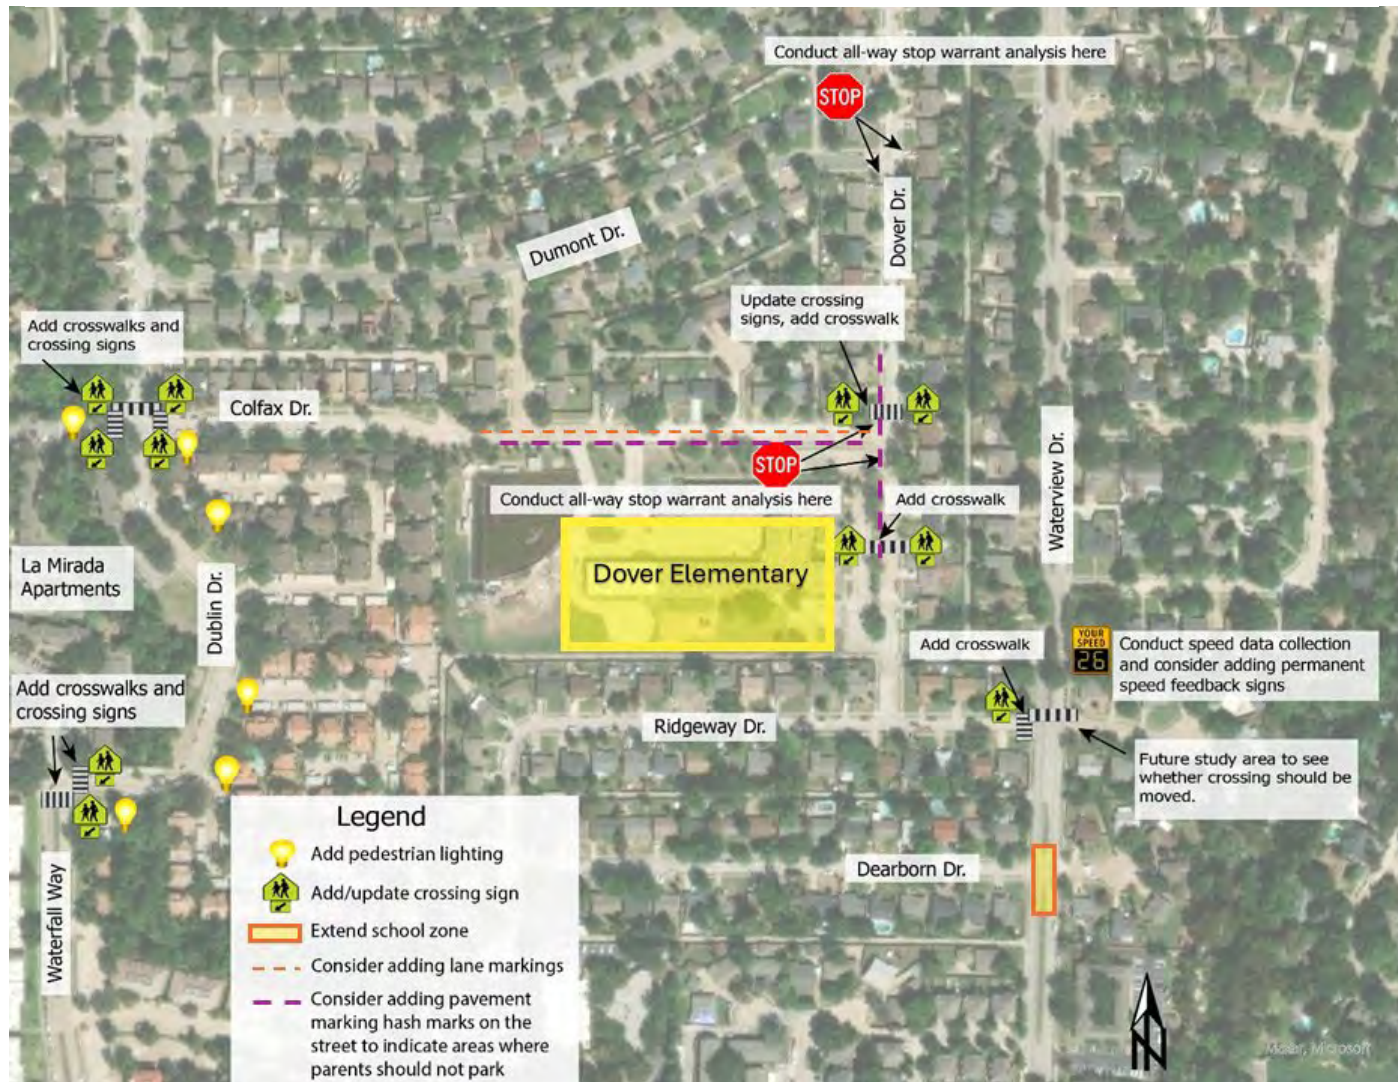 Conduct all-way stop warrant analysis here
STOP
Dover Dr.
Dumont Dr.
Update crossing
signs, add crosswalk
Add crosswalks and
crossing signs
Colfax Dr.
STOP
Conduct all-way stop warrant analysis here
Add crosswalk
Waterview Dr.
La Mirada
Apartments
Dover Elementary
Dublin Dr.
Add crosswalk
YOUR
SPEED
26
Conduct speed data collection
and consider adding permanent
speed feedback signs
Add crosswalks and
crossing signs
Ridgeway Dr.
Future study area to see
whether crossing should be
moved.
Waterfall Way
Dearborn Dr.
Legend
Add pedestrian lighting
Add/update crossing sign
Extend school zone
Consider adding lane markings
Consider adding pavement
marking hash marks on the
street to indicate areas where
parents should not park
N
Maxar, Microsoft